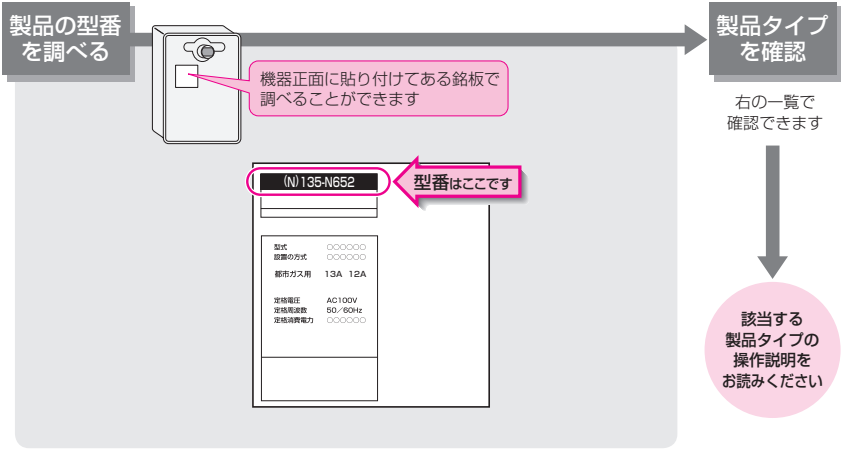 製品の型番
を調べる
機器正面に貼り付けてある銘板で
調べることができます
(N)135-N652
型番はここです
型式 ○○○○○○
設置の方式 ○○○○○○
都市ガス用 13A 12A
定格電圧 AC100V
定格周波数 50／60Hz
定格消費電力 ○○○○○○
製品タイプ
を確認
右の一覧で
確認できます
該当する
製品タイプの
操作説明を
お読みください